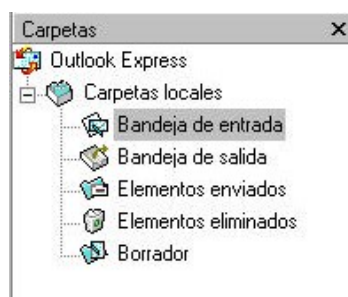 Carpetas
Outlook Express
Carpetas locales
Bandeja de entrada
Bandeja de salida
Elementos enviados
Elementos eliminados
Borrador